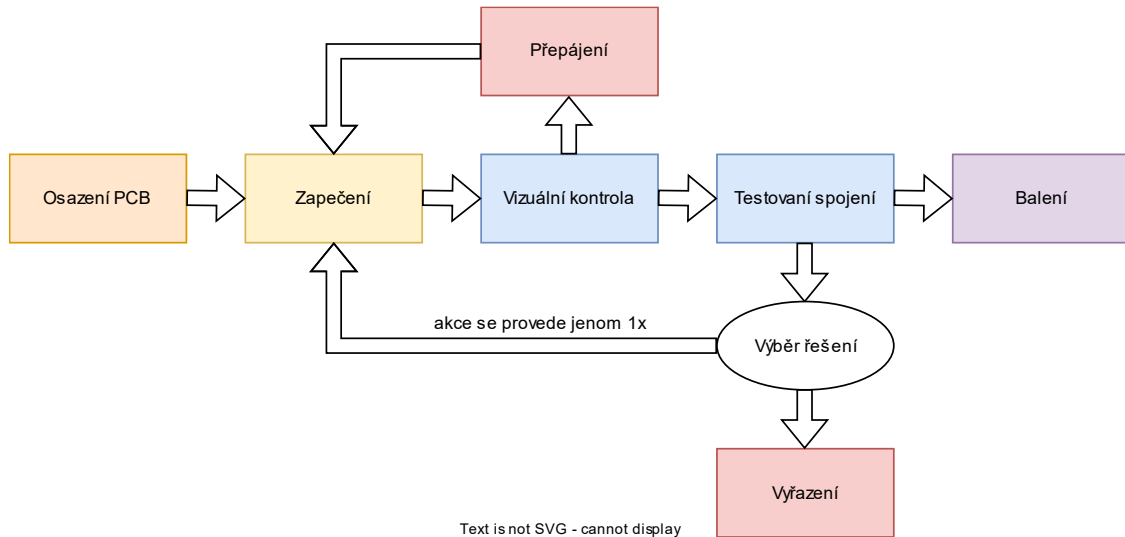 Přepájení
Osazení PCB
Zapečení
Vizuální kontrola
Testovaní spojení
Balení
akce se provede jenom 1x
Výběr řešení
Vyřazení
Text is not SVG - cannot display